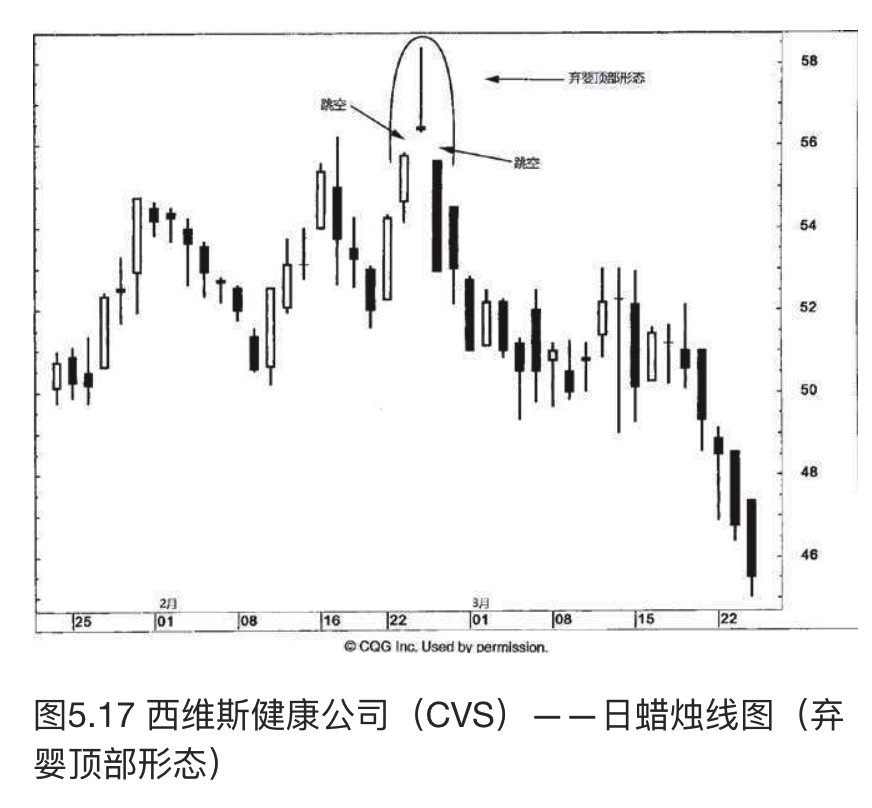 58
弃婴顶部形态
跳空
56
跳空
54
52
50
48
46
2月 3月
25 01 08 16 22 01 08 15 22
© CQG Inc. Used by permission.
图5.17 西维斯健康公司（CVS）——日蜡烛线图（弃
婴顶部形态）